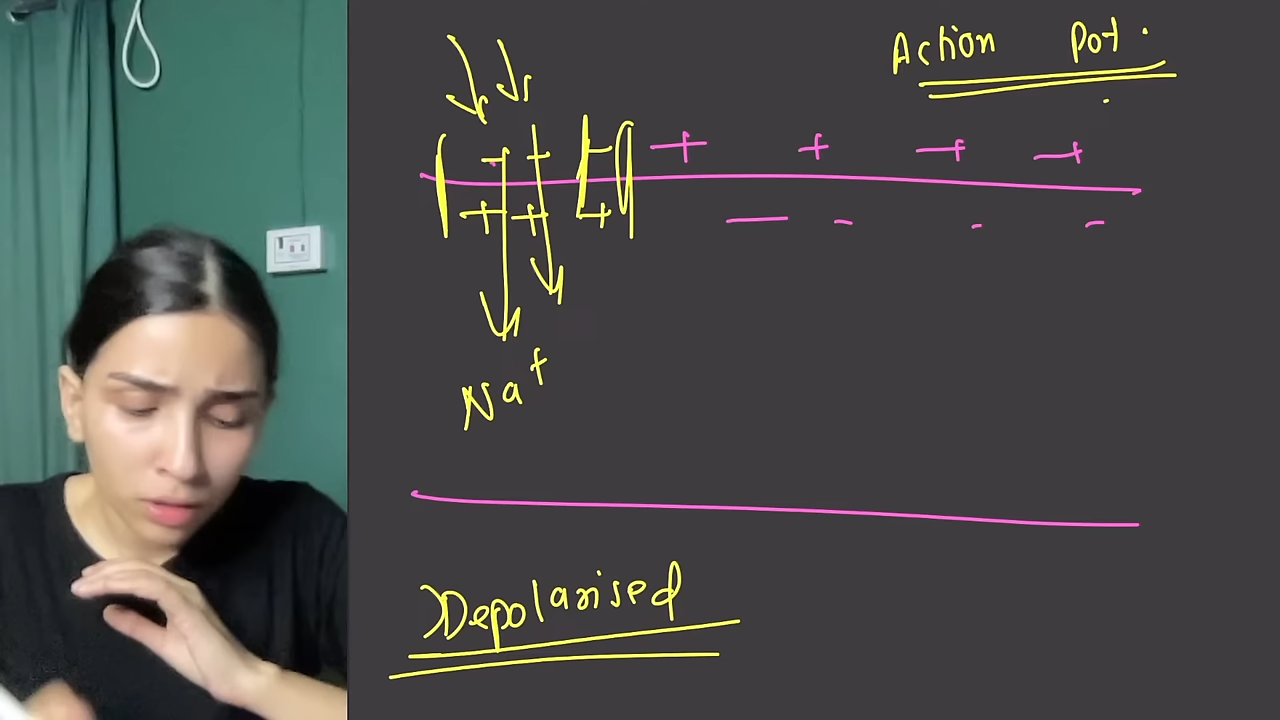 Action Pot.
+ + + +
+ + +
- - - -
Na+
Depolarised